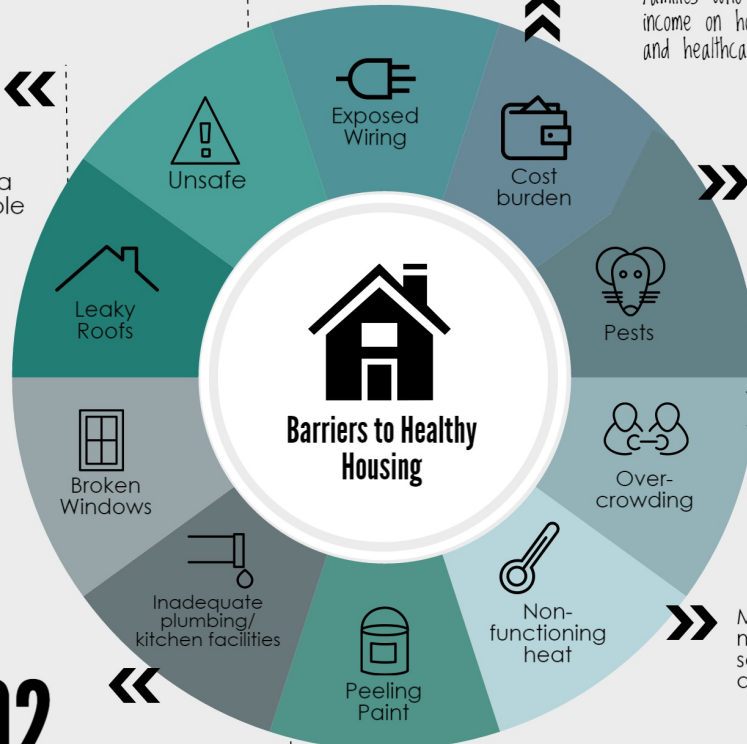 income on
and
a
Exposed
Wiring
Cost
burden
Unsafe
Pests
Leaky
Roofs
Barriers to Healthy
Housing
Over-
crowding
Broken
Windows
Non-
functioning
heat
Inadequate
plumbing/
kitchen facilities
Peeling
Paint